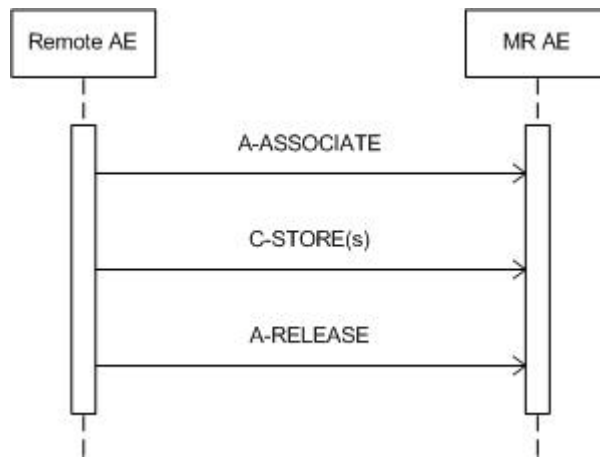 Remote AE
MR AE
A-ASSOCIATE
C-STORE(s)
A-RELEASE